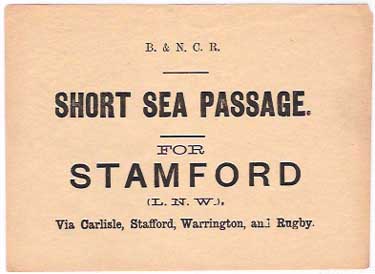 B. & N. C. R.
SHORT SEA PASSAGE.
FOR
STAMFORD
(L. N. W.),
Via Carlisle, Stafford, Warrington, and Rugby.